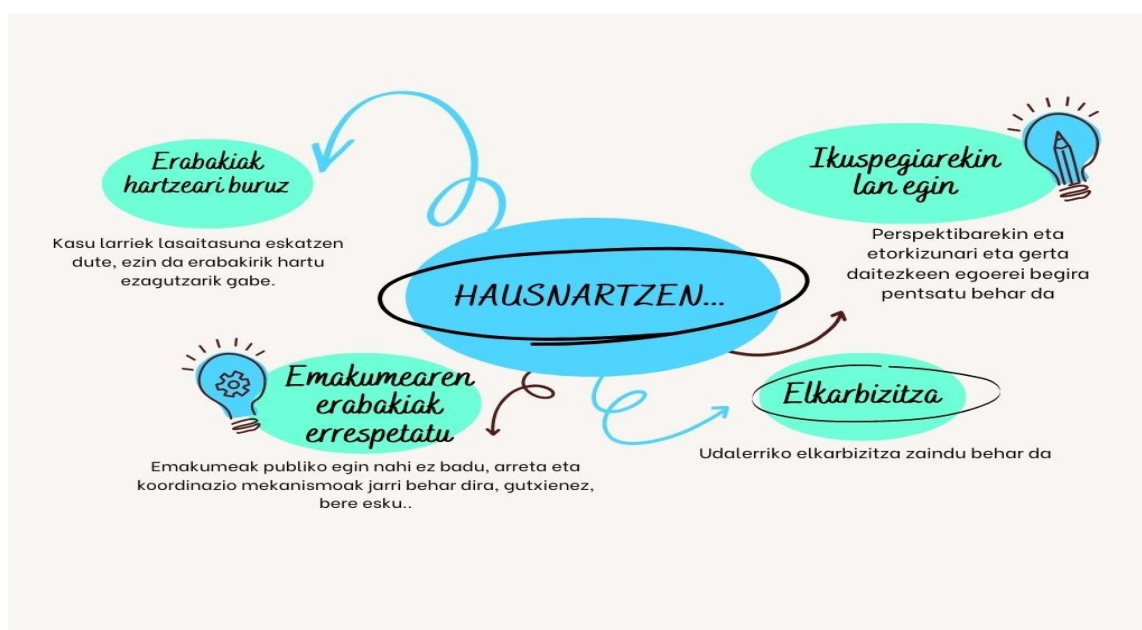 HAUSNARTZEN...
Erabakiak
hartzeari buruz
Kasu larriek lasaitasuna eskatzen
dute, ezin da erabakirik hartu
ezagutzarik gabe.
Ikuspegiarekin
lan egin
Perspektibarekin eta
etorkizunari eta gerta
daitezkeen egoerei begira
pentsatu behar da
Emakumearen
erabakiak
errespetatu
Emakumeak publiko egin nahi ez badu, arreta eta
koordinazio mekanismoak jarri behar dira, gutxienez,
bere esku..
Elkarbizitza
Udalerriko elkarbizitza zaindu behar da